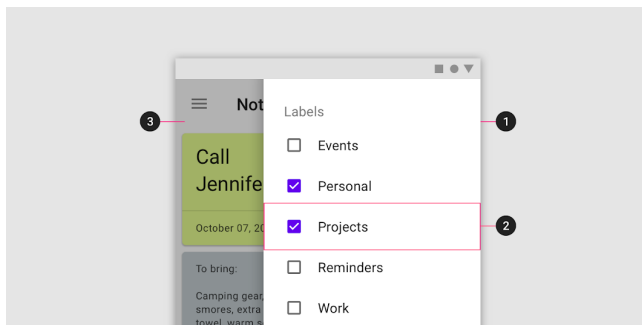 3
Not
Call
Jennife
October 07, 20
To bring:
Camping gear,
smores, extra
towel, warm s
Labels
Events
Personal
Projects
Reminders
Work
1
2